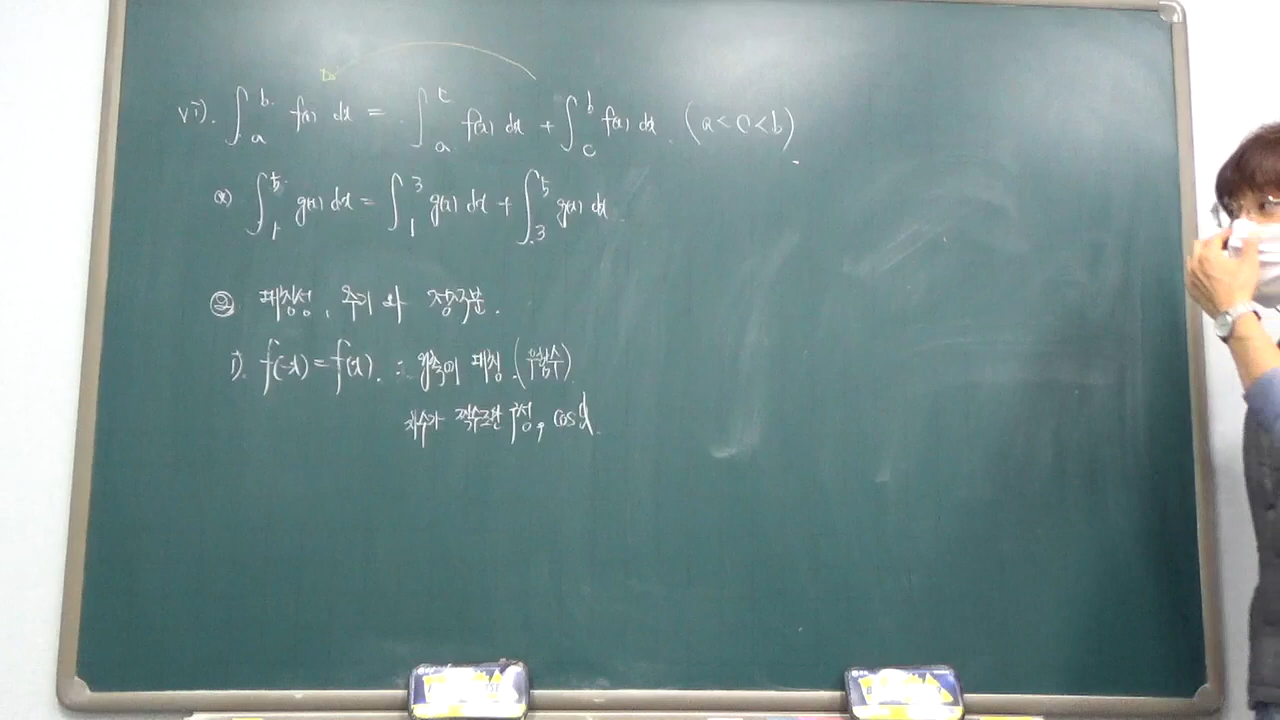 vi). ∫_a^b f(x) dx = ∫_a^c f(x) dx + ∫_c^b f(x) dx. (a<c<b)
ex) ∫_1^5 g(x) dx = ∫_1^3 g(x) dx + ∫_3^5 g(x) dx
② 대칭성, 주기 와 정적분.
i). f(-x) = f(x). : y축에 대칭. (우함수)
차수가 짝수로만 구성, cos x.